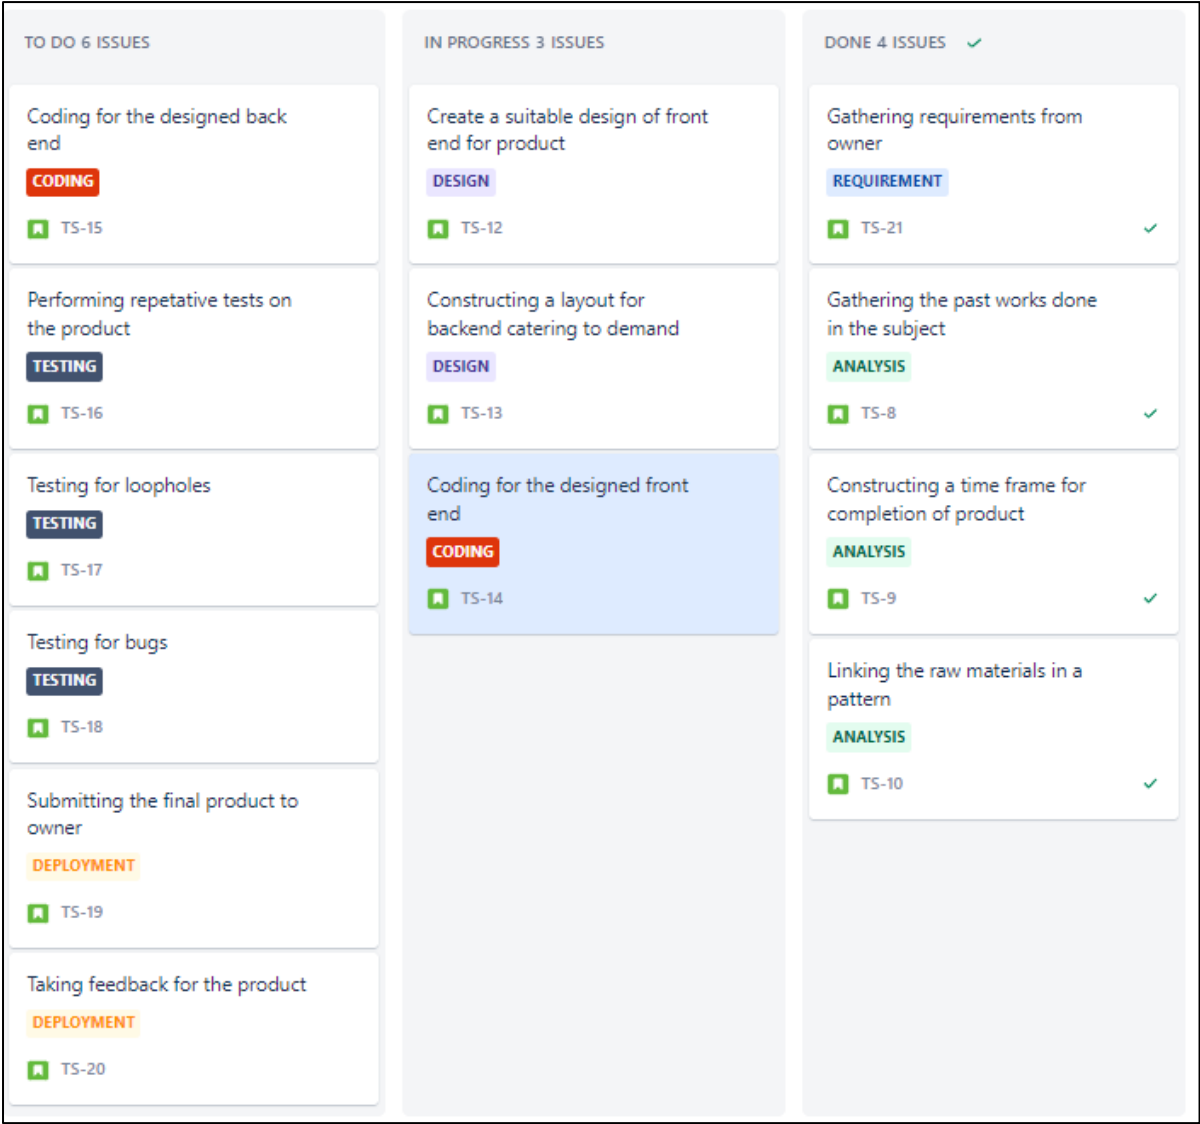 TO DO 6 ISSUES
Coding for the designed back
end
CODING
TS-15
Performing repetative tests on
the product
TESTING
TS-16
Testing for loopholes
TESTING
TS-17
Testing for bugs
TESTING
TS-18
Submitting the final product to
owner
DEPLOYMENT
TS-19
Taking feedback for the product
DEPLOYMENT
TS-20
IN PROGRESS 3 ISSUES
Create a suitable design of front
end for product
DESIGN
TS-12
Constructing a layout for
backend catering to demand
DESIGN
TS-13
Coding for the designed front
end
CODING
TS-14
DONE 4 ISSUES
Gathering requirements from
owner
REQUIREMENT
TS-21
Gathering the past works done
in the subject
ANALYSIS
TS-8
Constructing a time frame for
completion of product
ANALYSIS
TS-9
Linking the raw materials in a
pattern
ANALYSIS
TS-10